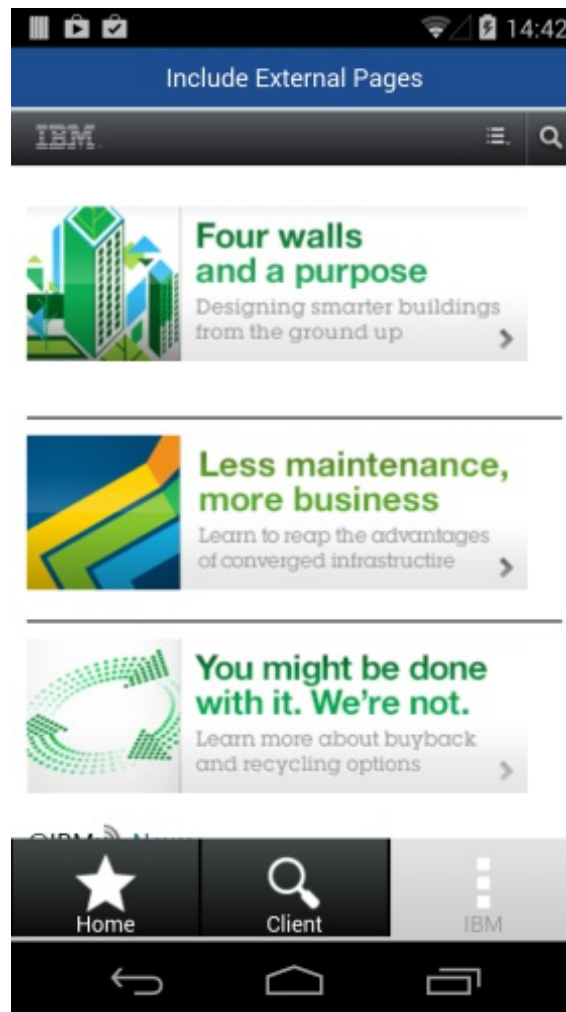 14:42
Include External Pages
IBM.
Four walls
and a purpose
Designing smarter buildings
from the ground up
Less maintenance,
more business
Learn to reap the advantages
of converged infrastructire
You might be done
with it. We're not.
Learn more about buyback
and recycling options
Home
Client
IBM